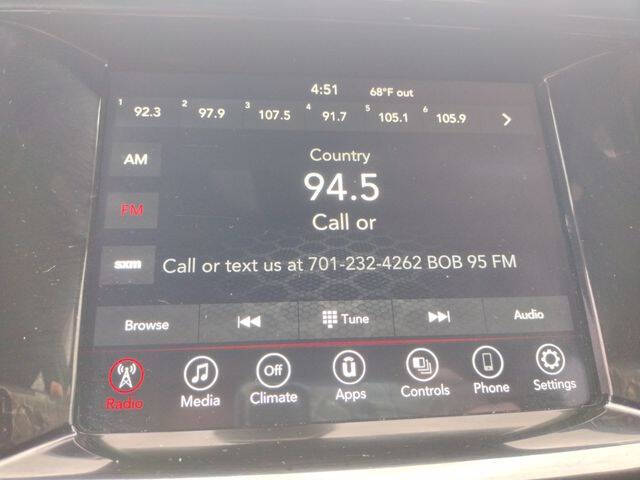 4:51 68°F out
1 92.3 2 97.9 3 107.5 4 91.7 5 105.1 6 105.9
AM
Country
94.5
FM
Call or
sxm
Call or text us at 701-232-4262 BOB 95 FM
Browse Tune Audio
Off
Radio Media Climate Apps Controls Phone Settings